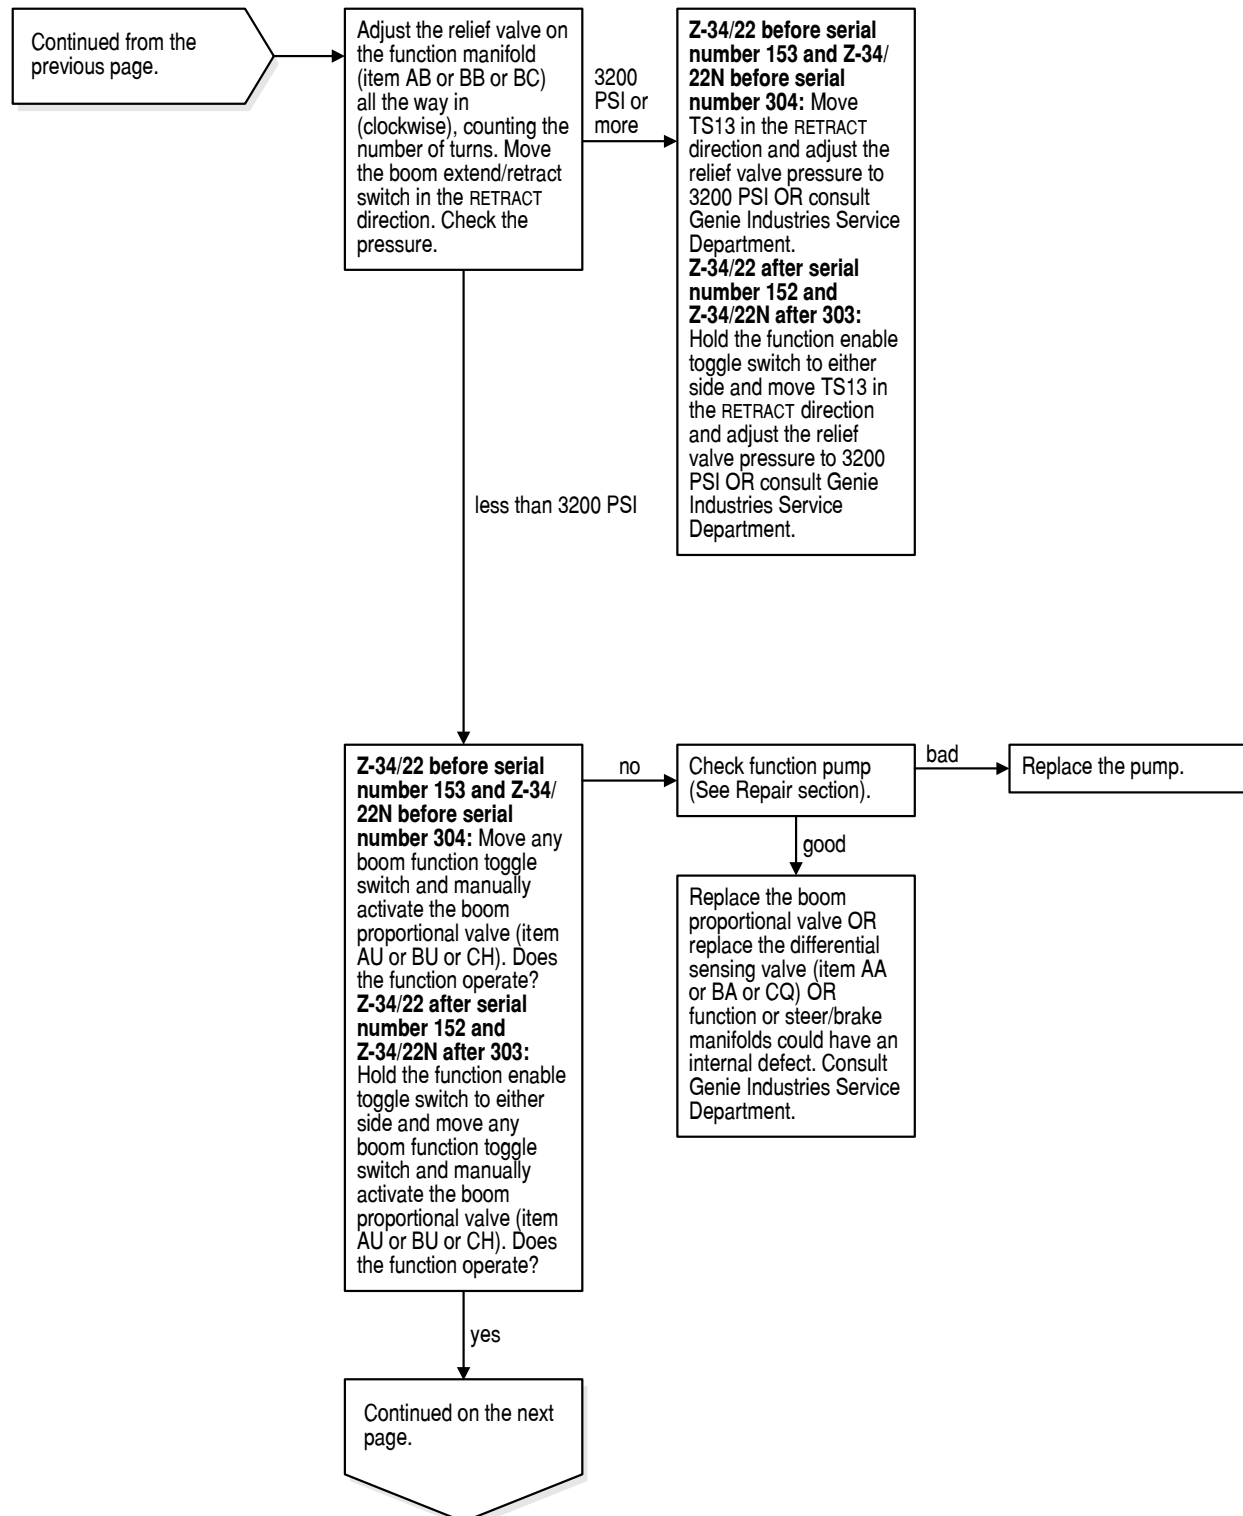 Continued from the
previous page.
Adjust the relief valve on
the function manifold
(item AB or BB or BC)
all the way in
(clockwise), counting the
number of turns. Move
the boom extend/retract
switch in the RETRACT
direction. Check the
pressure.
3200
PSI or
more
Z-34/22 before serial
number 153 and Z-34/
22N before serial
number 304: Move
TS13 in the RETRACT
direction and adjust the
relief valve pressure to
3200 PSI OR consult
Genie Industries Service
Department.
Z-34/22 after serial
number 152 and
Z-34/22N after 303:
Hold the function enable
toggle switch to either
side and move TS13 in
the RETRACT direction
and adjust the relief
valve pressure to 3200
PSI OR consult Genie
Industries Service
Department.
less than 3200 PSI
Z-34/22 before serial
number 153 and Z-34/
22N before serial
number 304: Move any
boom function toggle
switch and manually
activate the boom
proportional valve (item
AU or BU or CH). Does
the function operate?
Z-34/22 after serial
number 152 and
Z-34/22N after 303:
Hold the function enable
toggle switch to either
side and move any
boom function toggle
switch and manually
activate the boom
proportional valve (item
AU or BU or CH). Does
the function operate?
no
Check function pump
(See Repair section).
bad
Replace the pump.
good
Replace the boom
proportional valve OR
replace the differential
sensing valve (item AA
or BA or CQ) OR
function or steer/brake
manifolds could have an
internal defect. Consult
Genie Industries Service
Department.
yes
Continued on the next
page.